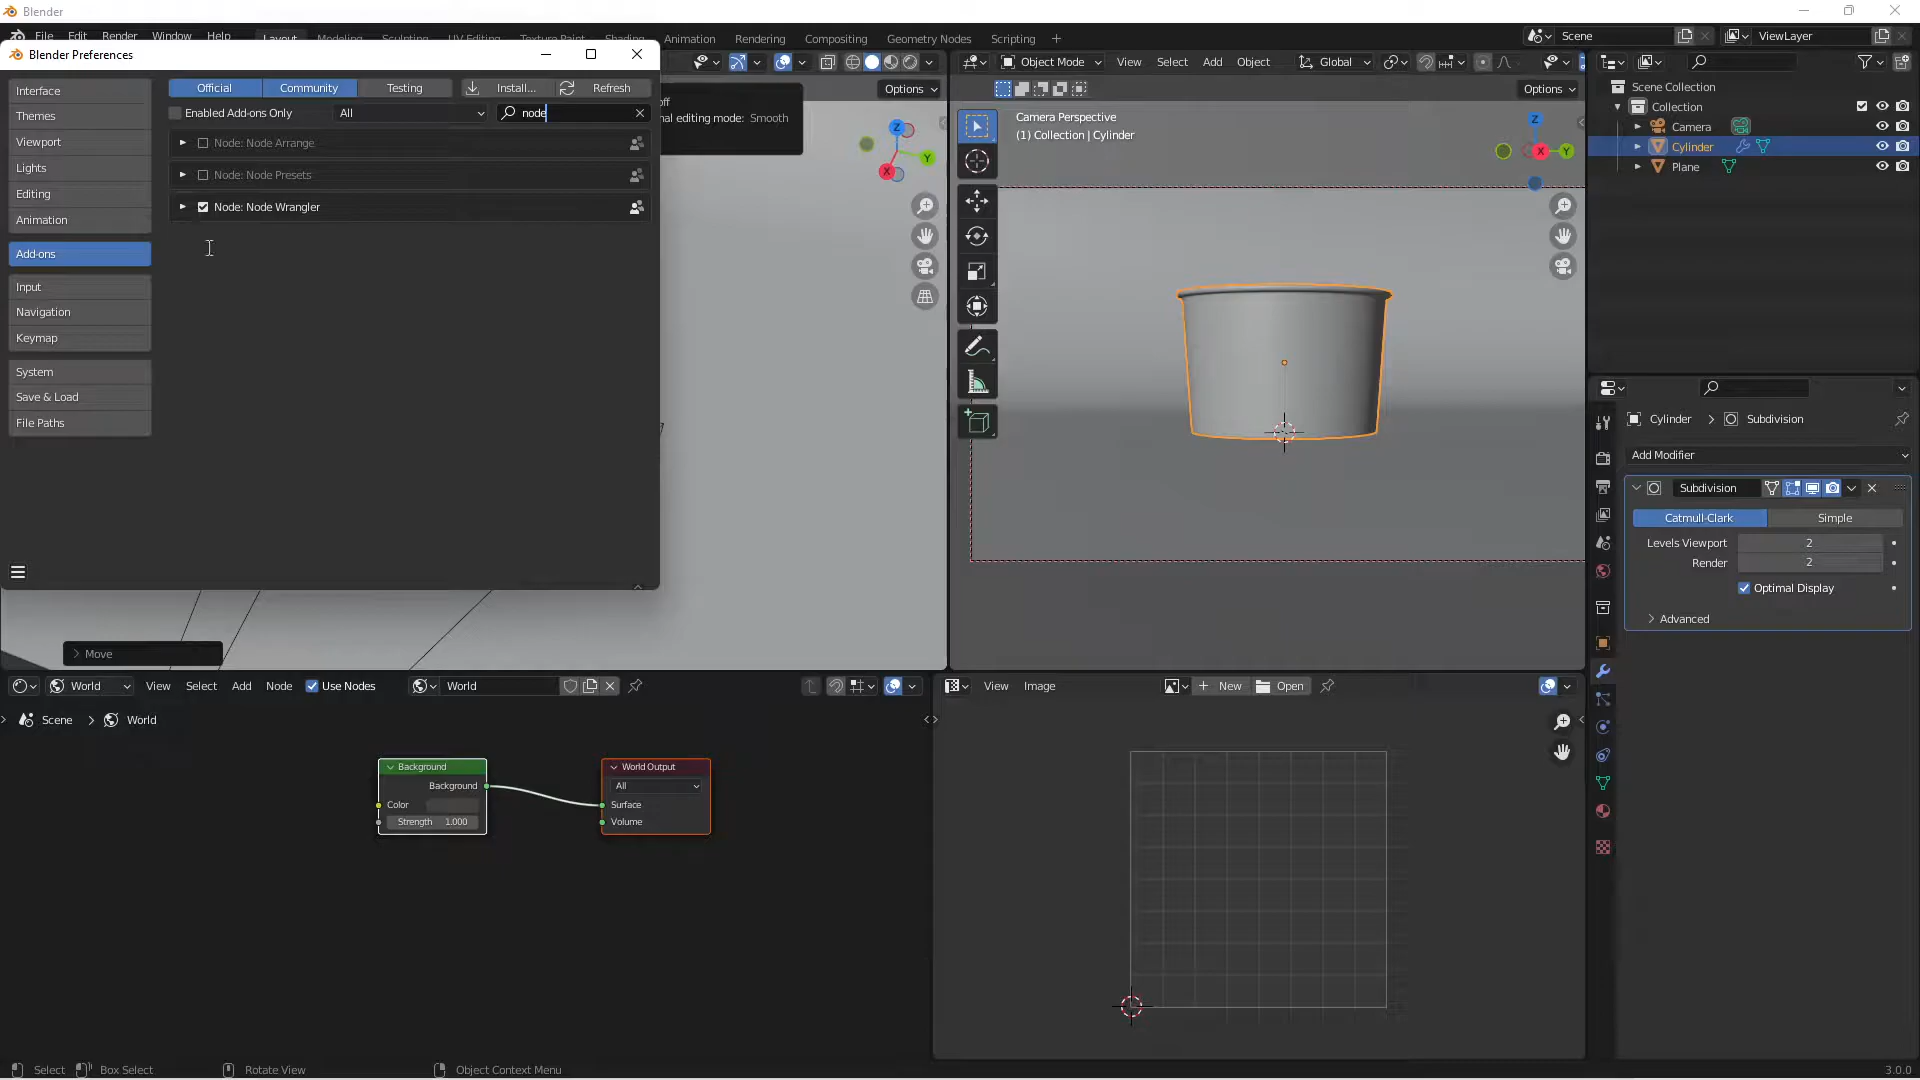 Blender
File Edit Render Window Help Layout Modeling Sculpting UV Editing Texture Paint Animation Rendering Compositing Geometry Nodes Scripting +
Scene ViewLayer
Blender Preferences
Interface
Themes
Viewport
Lights
Editing
Animation
Add-ons
Input
Navigation
Keymap
System
Save & Load
File Paths
Official Community Testing Install... Refresh
Enabled Add-ons Only All node
Node: Node Arrange
Node: Node Presets
Node: Node Wrangler
Options
al editing mode: Smooth
Z
Y
X
Move
Object Mode View Select Add Object Global
Options
Camera Perspective
(1) Collection | Cylinder
Z
X Y
Scene Collection
Collection
Camera
Cylinder
Plane
Cylinder > Subdivision
Add Modifier
Subdivision
Catmull-Clark Simple
Levels Viewport 2
Render 2
Optimal Display
Advanced
World View Select Add Node Use Nodes World
Scene > World
Background
Background
Color
Strength 1.000
World Output
All
Surface
Volume
View Image + New Open
Select Box Select Rotate View Object Context Menu 3.0.0